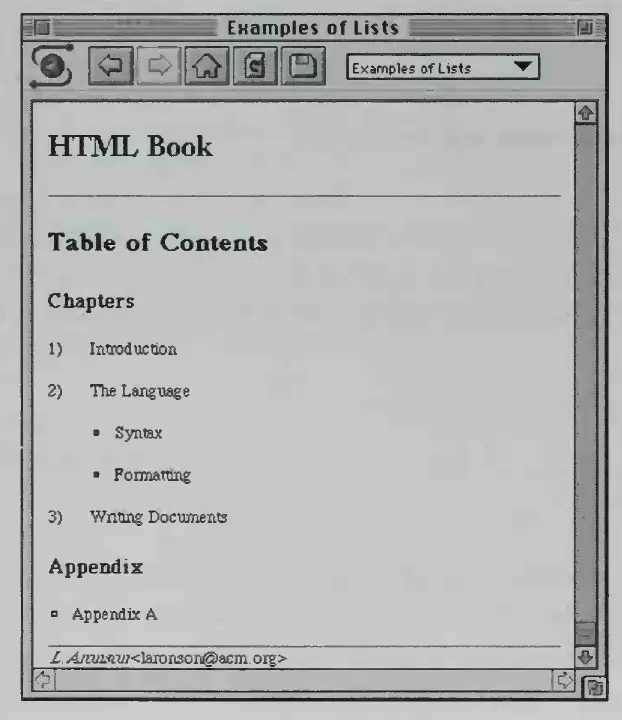 Examples of Lists
Examples of Lists
HTML Book
Table of Contents
Chapters
1) Introduction
2) The Language
▪ Syntax
▪ Formatting
3) Writing Documents
Appendix
▫ Appendix A
L. <laronson@acm.org>